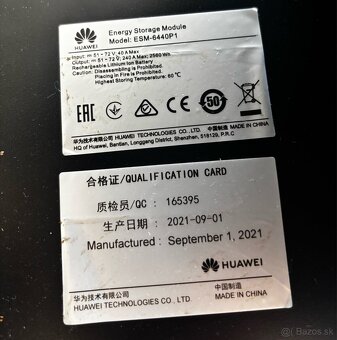 HUAWEI
Energy Storage Module
Model: ESM-6440P1
Input: ⎓ 51-72 V; 40 A Max
Output: ⎓ 51-72 V; 240 A Max; 2560 Wh
Rechargeable Lithium Ion Battery
Caution: Disassembling is Forbidden.
Placing in Fire is Forbidden.
Highest Storing Temperature: 60 ℃
EAC
CE
50
华为技术有限公司
中国制造
HUAWEI TECHNOLOGIES CO., LTD.
MADE IN CHINA
HQ of Huawei, Bantian, Longgang District, Shenzhen, 518129, P.R.C
合格证/QUALIFICATION CARD
质检员/QC: 165395
生产日期: 2021-09-01
Manufactured: September 1, 2021
HUAWEI
华为技术有限公司
中国制造
HUAWEI TECHNOLOGIES CO., LTD.
MADE IN CHINA
Bazos.sk